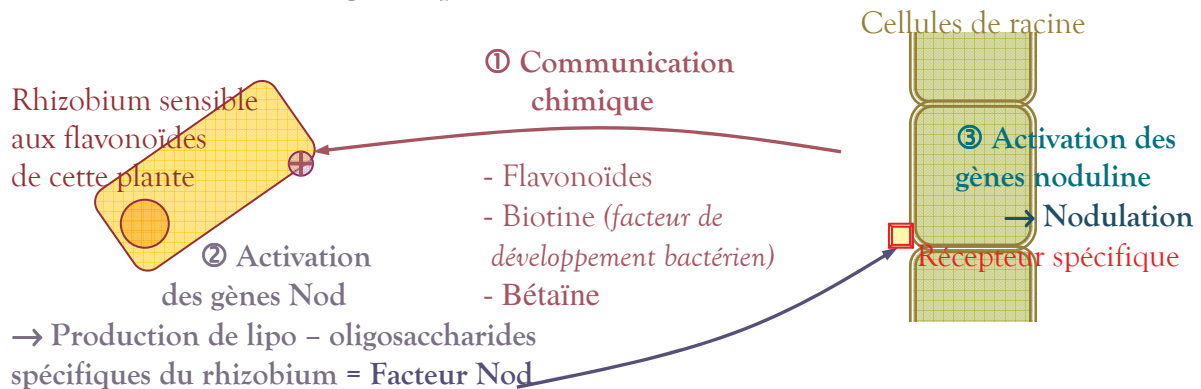 Cellules de racine
① Communication
chimique
Rhizobium sensible
aux flavonoïdes
de cette plante
③ Activation des
gènes noduline
→ Nodulation
- Flavonoïdes
- Biotine (facteur de
développement bactérien)
- Bétaïne
Récepteur spécifique
② Activation
des gènes Nod
→ Production de lipo – oligosaccharides
spécifiques du rhizobium = Facteur Nod